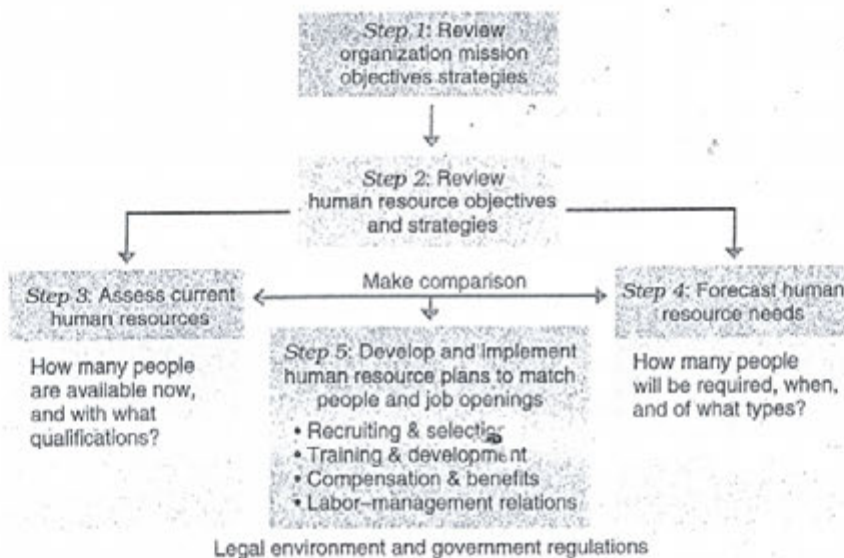 Step 1: Review
organization mission
objectives strategies
Step 2: Review
human resource objectives
and strategies
Make comparison
Step 3: Assess current
human resources
Step 4: Forecast human
resource needs
How many people
are available now,
and with what
qualifications?
Step 5: Develop and implement
human resource plans to match
people and job openings
• Recruiting & selection
• Training & development
• Compensation & benefits
• Labor–management relations
How many people
will be required, when,
and of what types?
Legal environment and government regulations